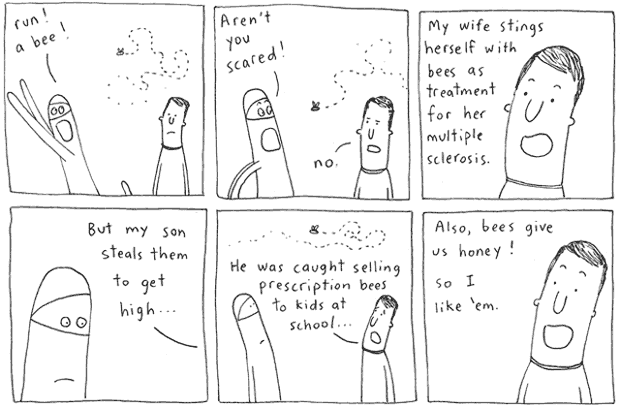 run!
a bee!
Aren't
you
scared!
no.
My wife stings
herself with
bees as
treatment
for her
multiple
sclerosis.
But my son
steals them
to get
high...
He was caught selling
prescription bees
to kids at
school...
Also, bees give
us honey!
so I
like 'em.